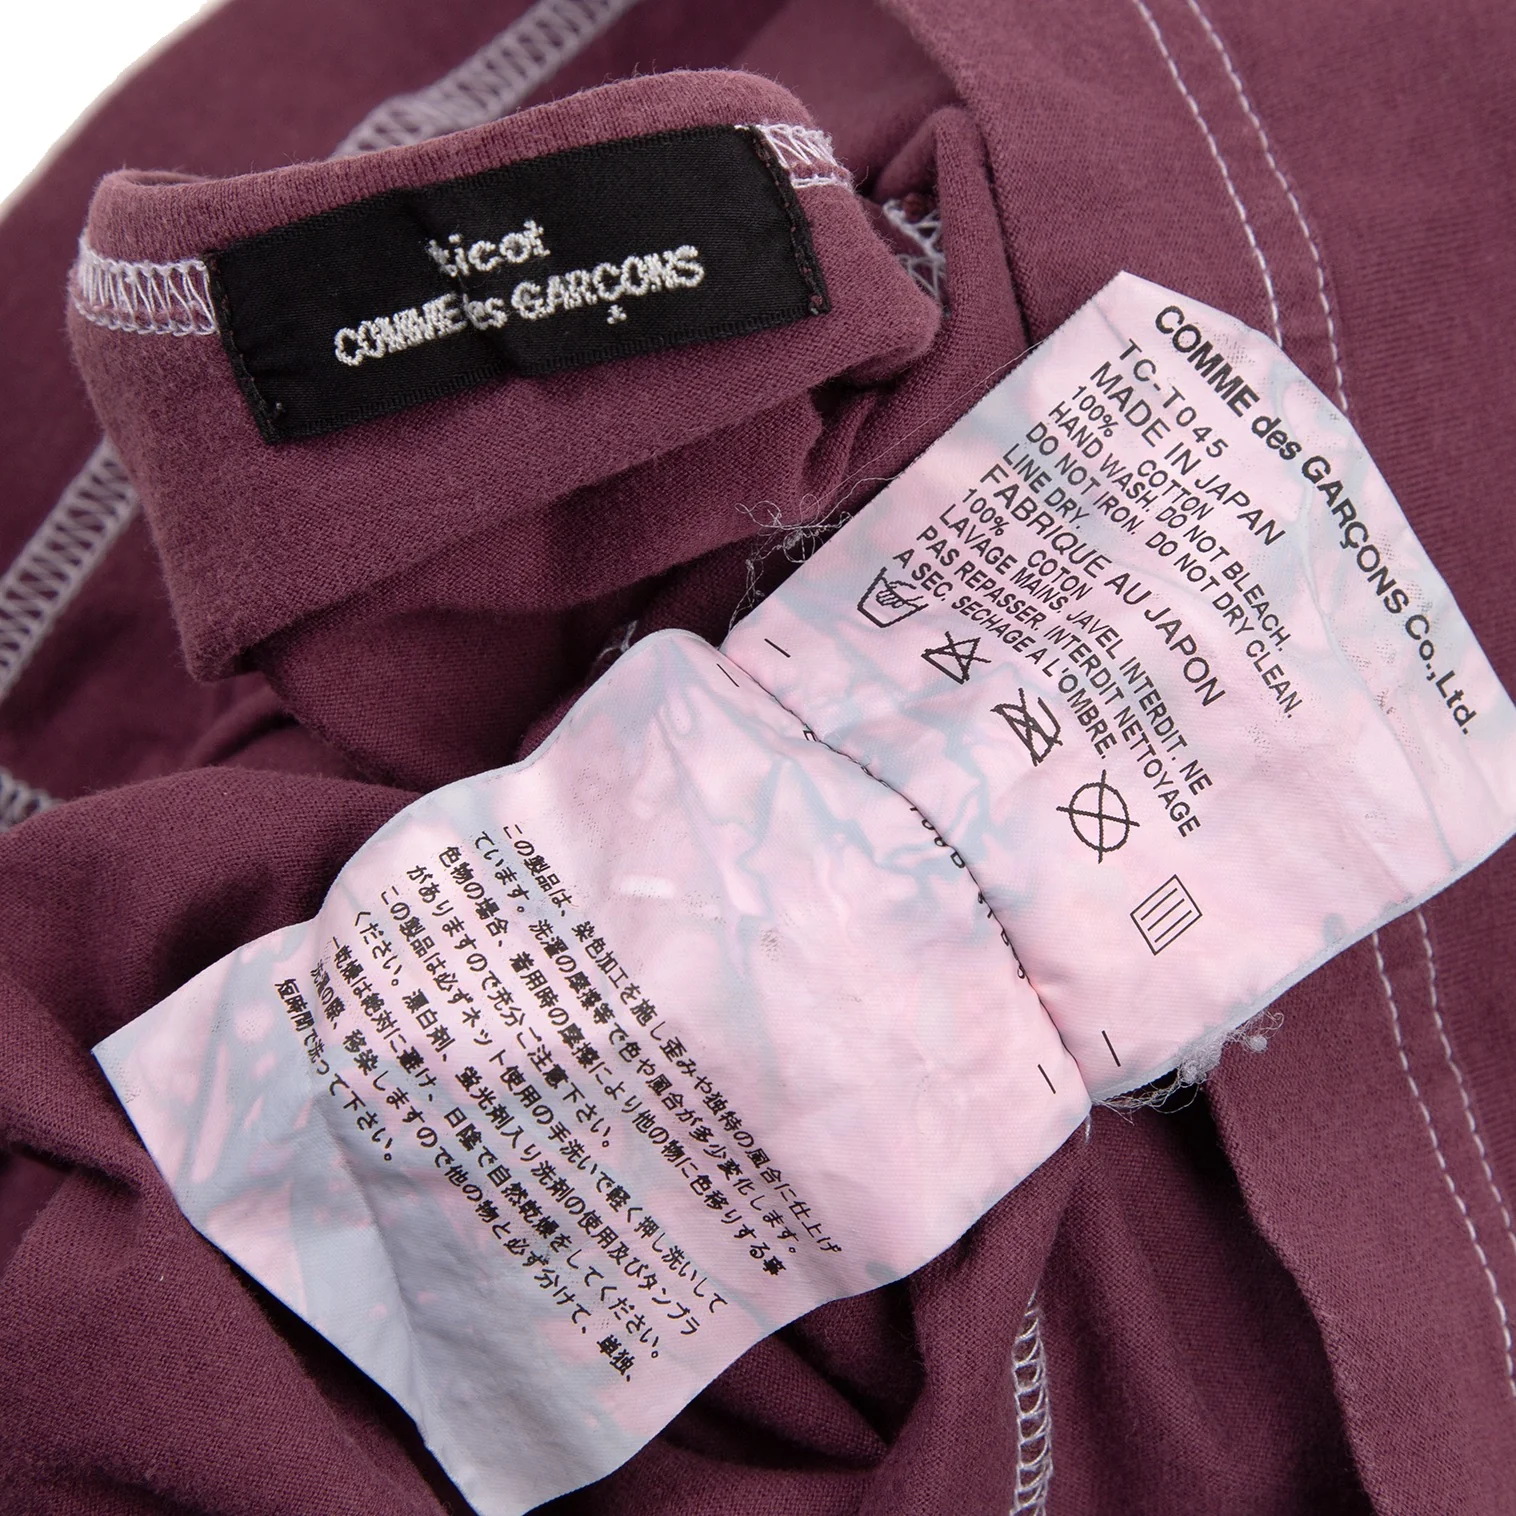 tricot
COMME des GARÇONS
COMME des GARÇONS Co.,Ltd.
TC-T045
MADE IN JAPAN
100% COTTON
HAND WASH. DO NOT BLEACH.
DO NOT IRON. DO NOT DRY CLEAN.
LINE DRY.
FABRIQUE AU JAPON
100% COTON
LAVAGE MAINS. JAVEL INTERDIT. NE
PAS REPASSER. INTERDIT NETTOYAGE
A SEC. SECHAGE A L'OMBRE.
この製品は、染色加工を施し歪みや独特の風合に仕上げ
ています。洗濯の摩擦等で色や風合が多少変化します。
色物の場合、着用時の摩擦により他の物に色移りする事
がありますので充分ご注意下さい。
この製品は必ずネット使用の手洗いで軽く押し洗いして
ください。漂白剤、蛍光剤入り洗剤の使用及びタンブラ
ー乾燥は絶対に避け、日陰で自然乾燥をしてください。
洗濯の際、移染しますので他の物と必ず分けて、単独、
短時間で洗って下さい。